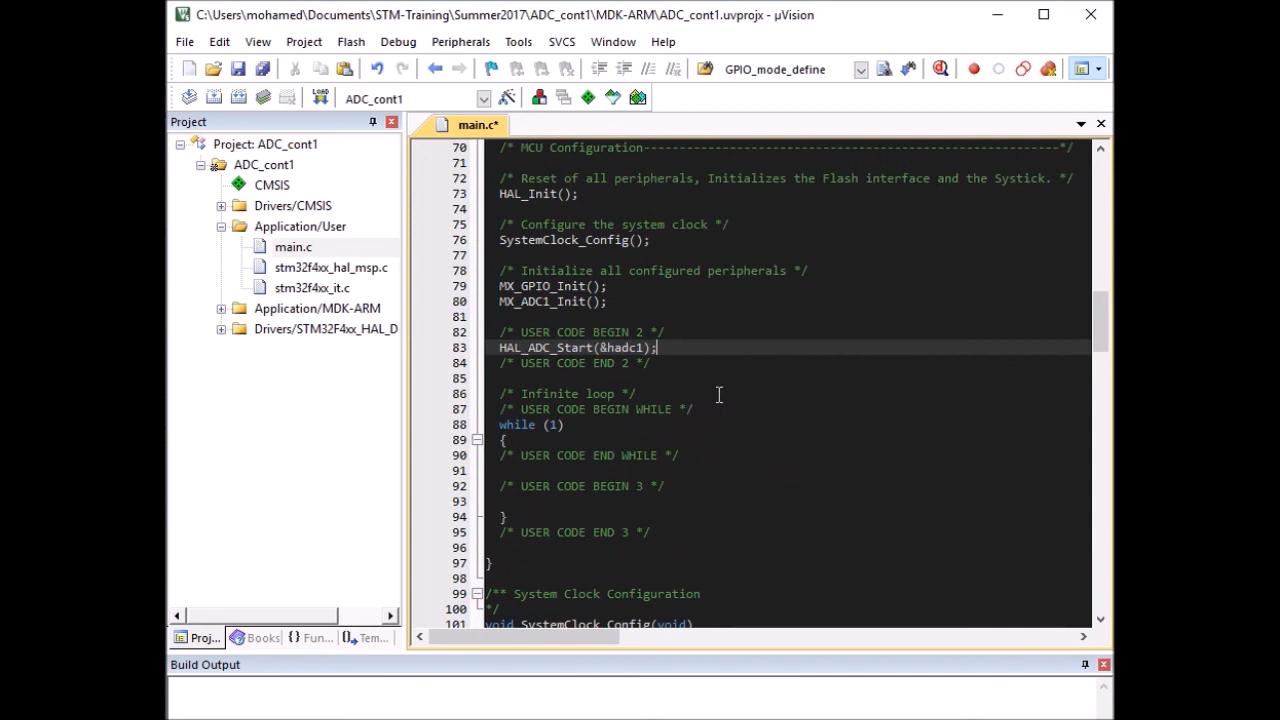 C:\Users\mohamed\Documents\STM-Training\Summer2017\ADC_cont1\MDK-ARM\ADC_cont1.uvprojx - µVision
File Edit View Project Flash Debug Peripherals Tools SVCS Window Help
GPIO_mode_define
LOAD ADC_cont1
Project
main.c*
Project: ADC_cont1
ADC_cont1
CMSIS
Drivers/CMSIS
Application/User
main.c
stm32f4xx_hal_msp.c
stm32f4xx_it.c
Application/MDK-ARM
Drivers/STM32F4xx_HAL_D
70 /* MCU Configuration----------------------------------------------------------*/
71
72 /* Reset of all peripherals, Initializes the Flash interface and the Systick. */
73 HAL_Init();
74
75 /* Configure the system clock */
76 SystemClock_Config();
77
78 /* Initialize all configured peripherals */
79 MX_GPIO_Init();
80 MX_ADC1_Init();
81
82 /* USER CODE BEGIN 2 */
83 HAL_ADC_Start(&hadc1);
84 /* USER CODE END 2 */
85
86 /* Infinite loop */
87 /* USER CODE BEGIN WHILE */
88 while (1)
89 {
90 /* USER CODE END WHILE */
91
92 /* USER CODE BEGIN 3 */
93
94 }
95 /* USER CODE END 3 */
96
97 }
98
99 /** System Clock Configuration
100 */
101 void SystemClock_Config(void)
Proj... Books {} Fun... Tem...
Build Output